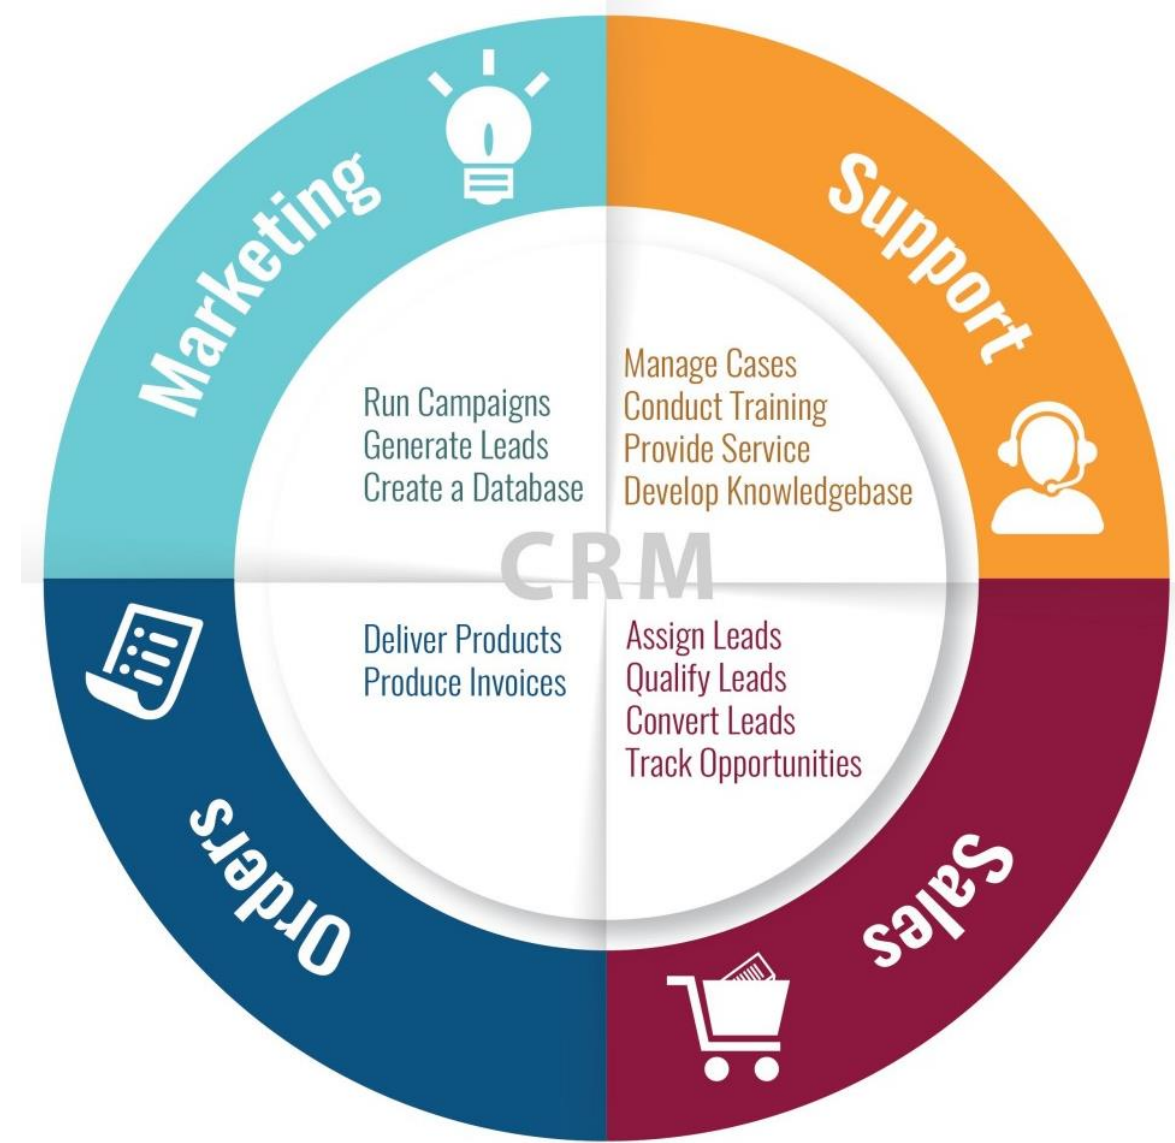 Marketing
Support
Run Campaigns
Generate Leads
Create a Database
Manage Cases
Conduct Training
Provide Service
Develop Knowledgebase
CRM
Deliver Products
Produce Invoices
Assign Leads
Qualify Leads
Convert Leads
Track Opportunities
Orders
Sales